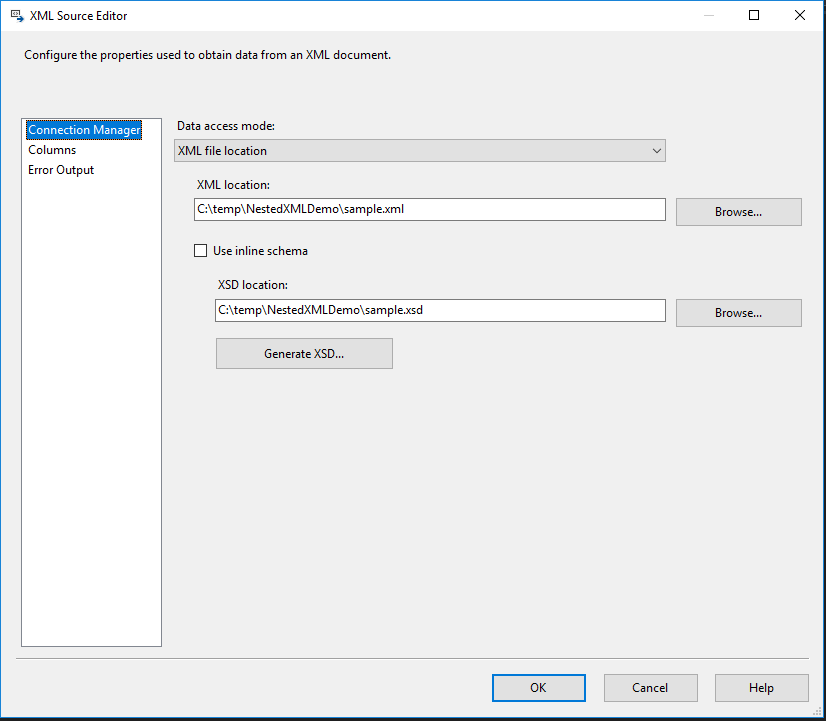 XML Source Editor
Configure the properties used to obtain data from an XML document.
Connection Manager
Columns
Error Output
Data access mode:
XML file location
XML location:
C:\temp\NestedXMLDemo\sample.xml
Browse...
Use inline schema
XSD location:
C:\temp\NestedXMLDemo\sample.xsd
Browse...
Generate XSD...
OK
Cancel
Help